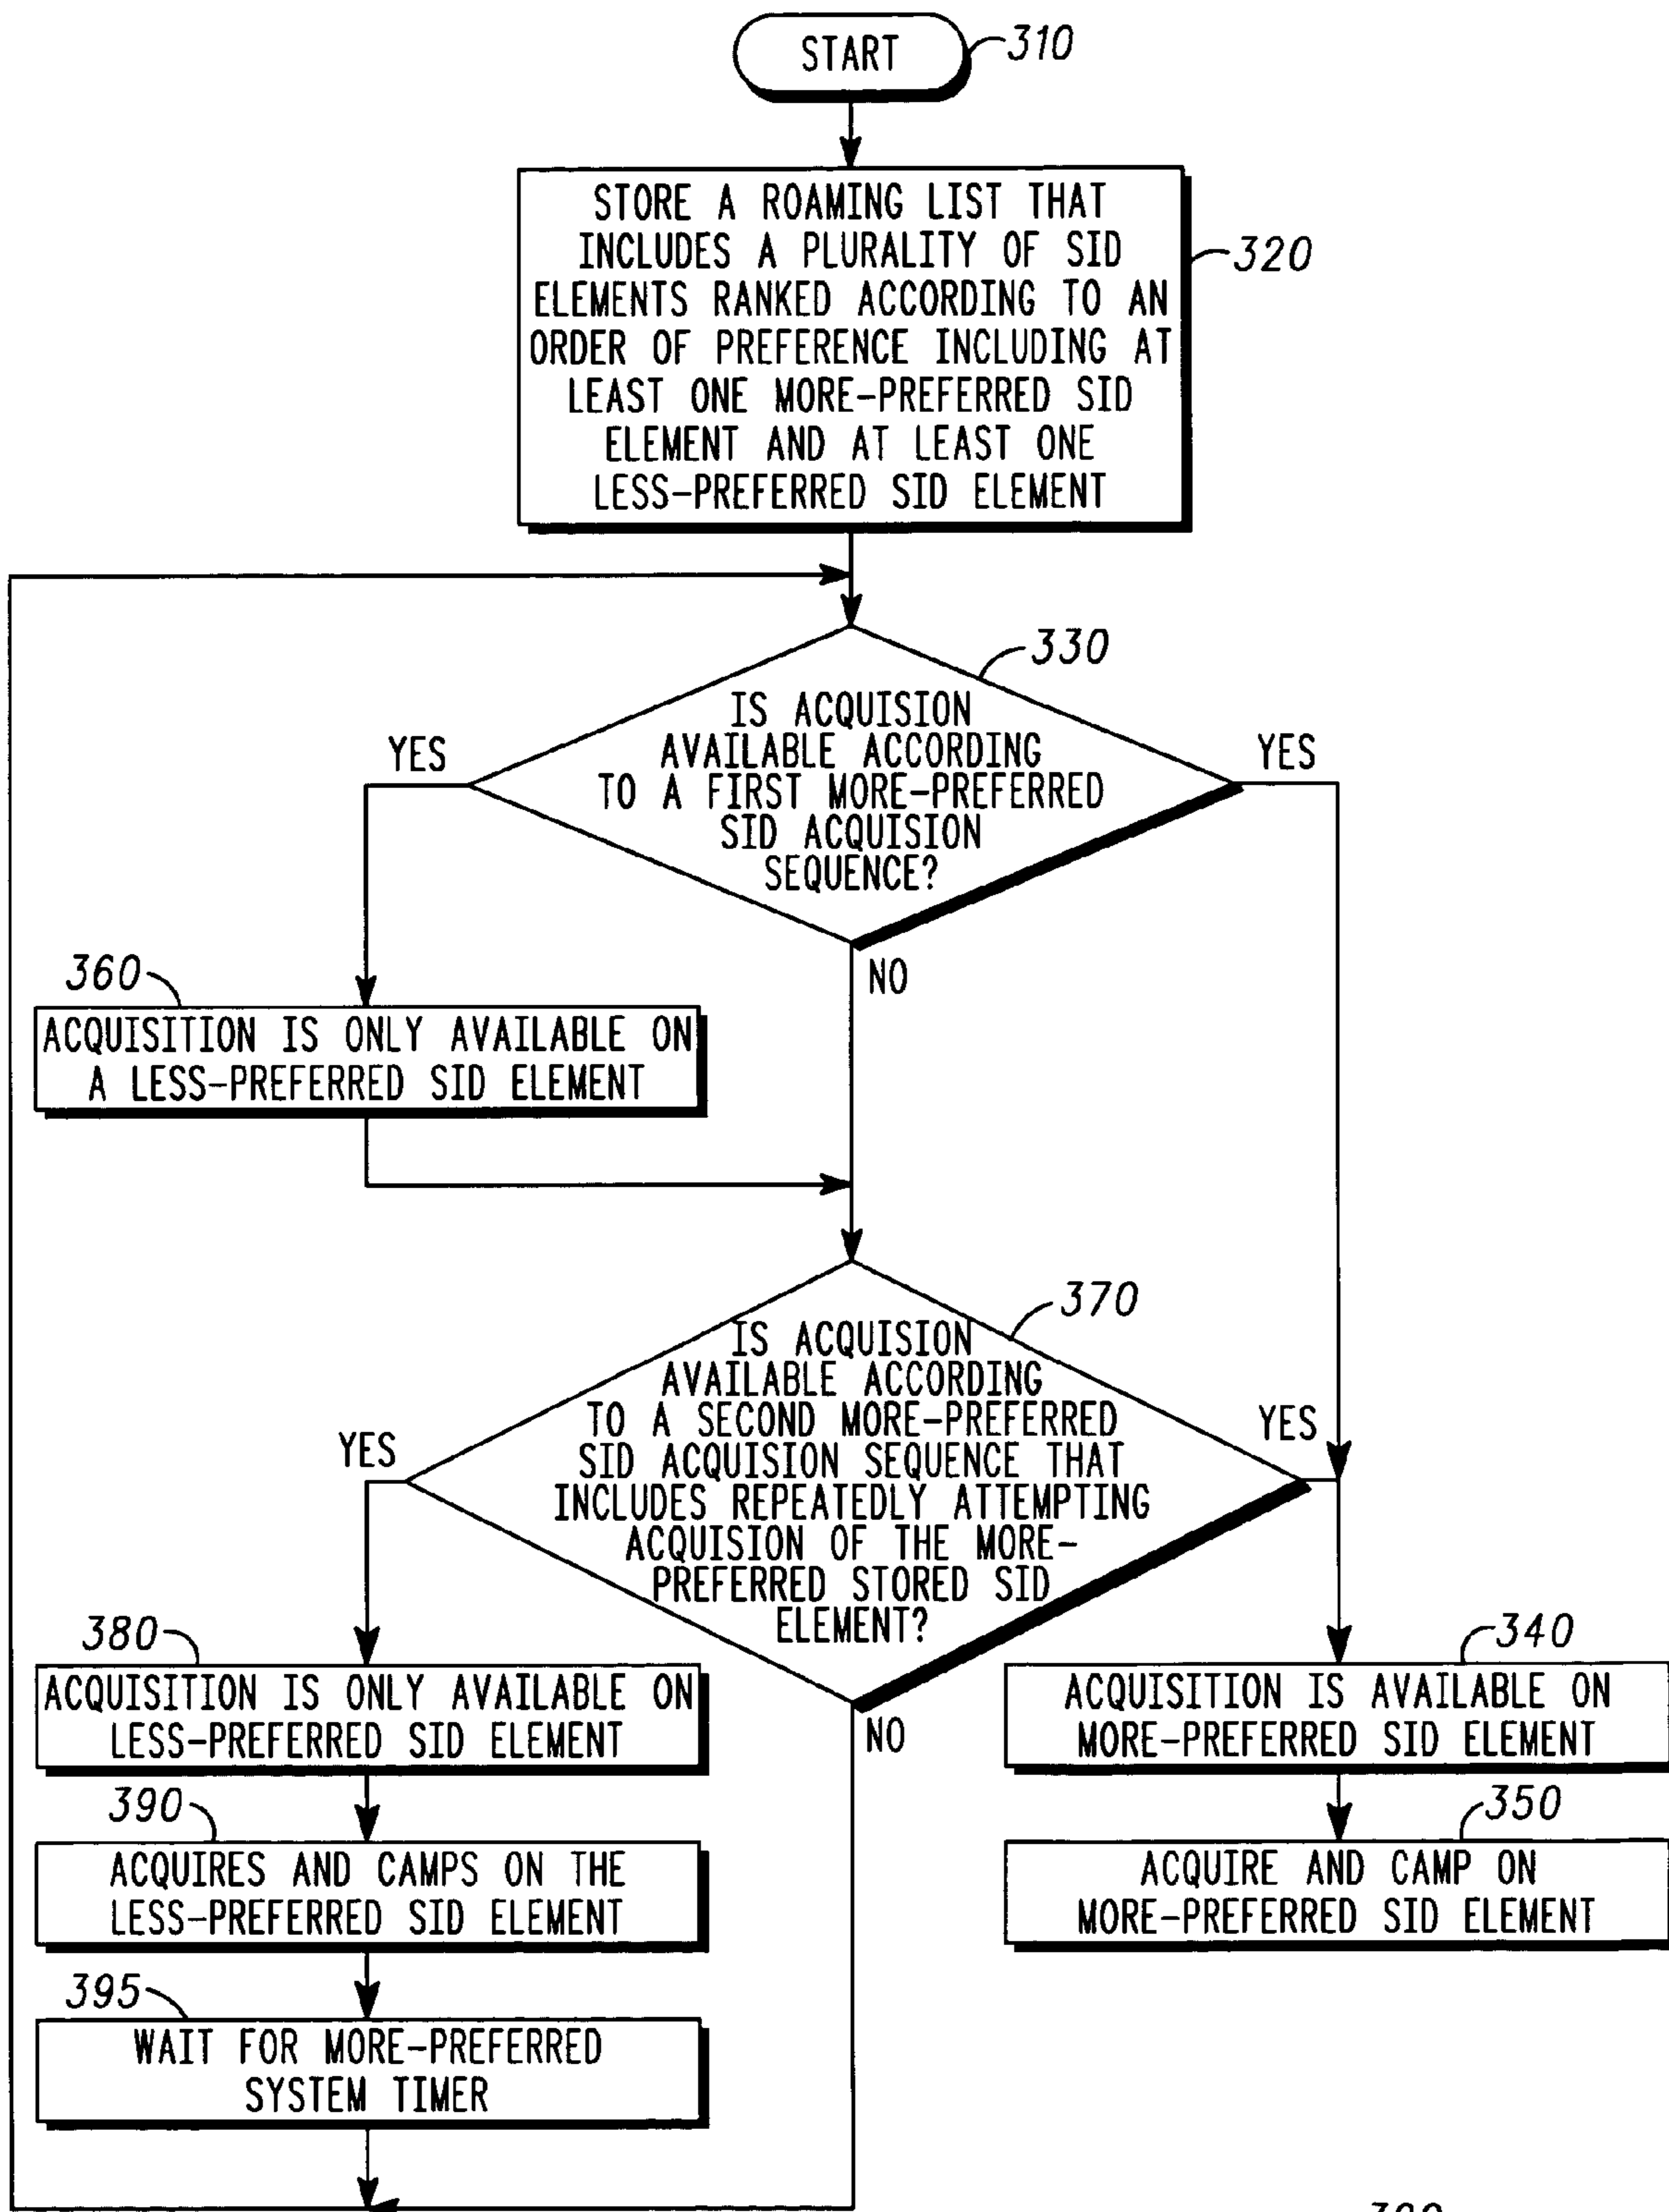 START
310
STORE A ROAMING LIST THAT
INCLUDES A PLURALITY OF SID
ELEMENTS RANKED ACCORDING TO AN
ORDER OF PREFERENCE INCLUDING AT
LEAST ONE MORE-PREFERRED SID
ELEMENT AND AT LEAST ONE
LESS-PREFERRED SID ELEMENT
320
330
IS ACQUISION
AVAILABLE ACCORDING
TO A FIRST MORE-PREFERRED
SID ACQUISION
SEQUENCE?
YES
YES
NO
360
ACQUISITION IS ONLY AVAILABLE ON
A LESS-PREFERRED SID ELEMENT
370
IS ACQUISION
AVAILABLE ACCORDING
TO A SECOND MORE-PREFERRED
SID ACQUISION SEQUENCE THAT
INCLUDES REPEATEDLY ATTEMPTING
ACQUISION OF THE MORE-
PREFERRED STORED SID
ELEMENT?
YES
YES
NO
380
ACQUISITION IS ONLY AVAILABLE ON
LESS-PREFERRED SID ELEMENT
340
ACQUISITION IS AVAILABLE ON
MORE-PREFERRED SID ELEMENT
390
ACQUIRES AND CAMPS ON THE
LESS-PREFERRED SID ELEMENT
350
ACQUIRE AND CAMP ON
MORE-PREFERRED SID ELEMENT
395
WAIT FOR MORE-PREFERRED
SYSTEM TIMER